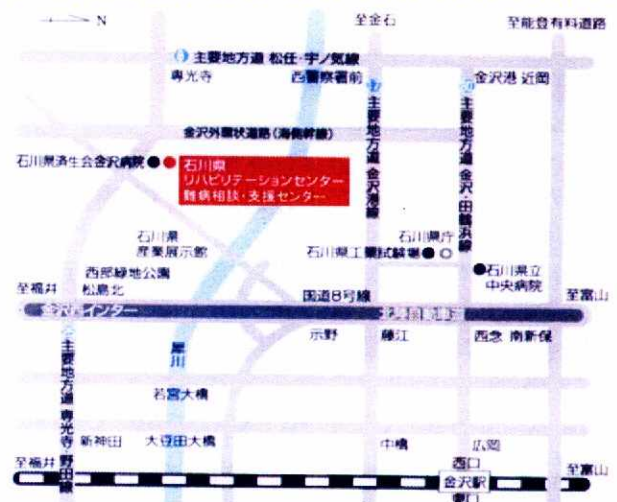 N
至金石
至能登有料道路
主要地方道 松任・宇ノ気線
専光寺
西警察署前
金沢港 近岡
金沢外環状道路(海側幹線)
石川県済生会金沢病院
石川県
リハビリテーションセンター
難病相談・支援センター
主要地方道 金沢港線
主要地方道 金沢・田鶴浜線
石川県
産業展示館
石川県庁
石川県工業試験場
石川県立
中央病院
西部緑地公園
至福井
松島北
国道8号線
至富山
金沢西インター
北陸自動車道
示野
藤江
西念 南新保
犀川
主要地方道 専光寺・野田線
若宮大橋
新神田
大豆田大橋
中橋
広岡
至福井
西口
金沢駅
至富山
東口